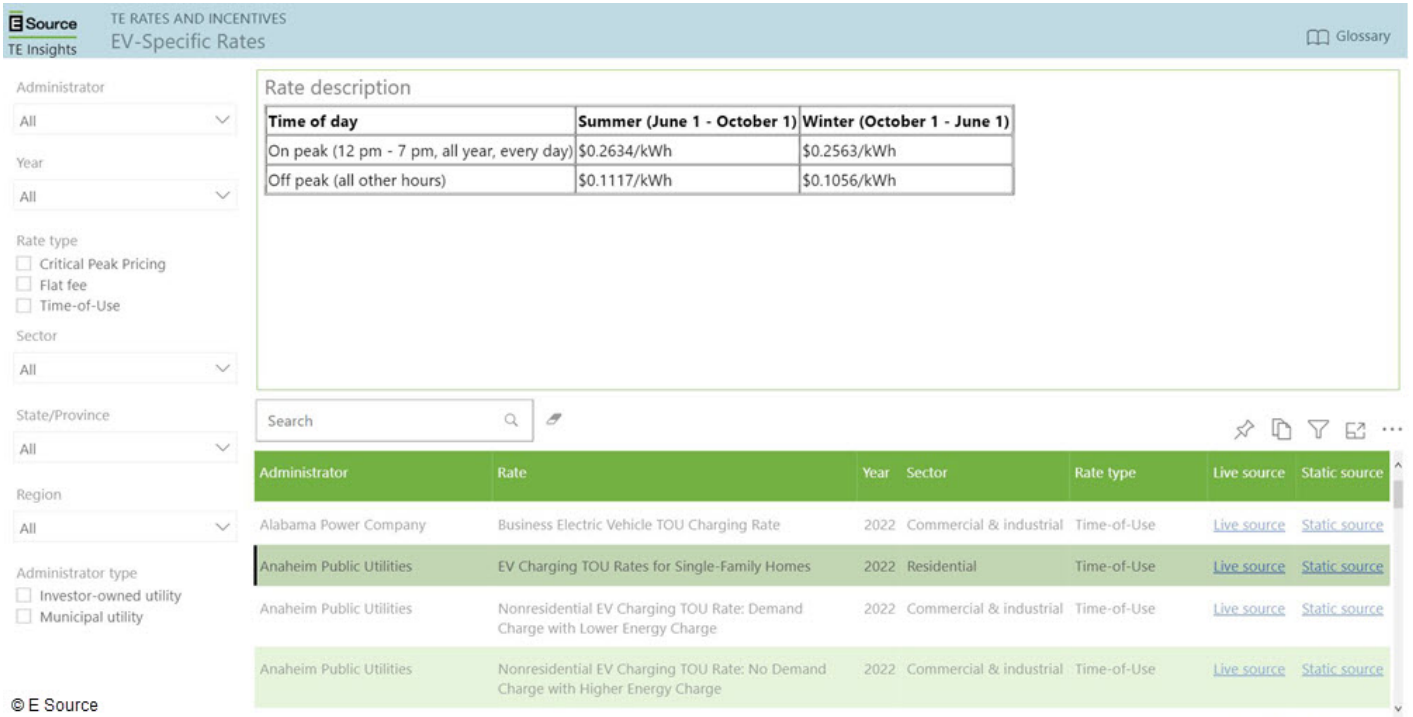 E Source
TE Insights
TE RATES AND INCENTIVES
EV-Specific Rates
Glossary
Administrator
All
Year
All
Rate type
Critical Peak Pricing
Flat fee
Time-of-Use
Sector
All
State/Province
All
Region
All
Administrator type
Investor-owned utility
Municipal utility
© E Source
Rate description
Time of day Summer (June 1 - October 1) Winter (October 1 - June 1)
On peak (12 pm - 7 pm, all year, every day) $0.2634/kWh $0.2563/kWh
Off peak (all other hours) $0.1117/kWh $0.1056/kWh
Search
Administrator Rate Year Sector Rate type Live source Static source
Alabama Power Company Business Electric Vehicle TOU Charging Rate 2022 Commercial & industrial Time-of-Use Live source Static source
Anaheim Public Utilities EV Charging TOU Rates for Single-Family Homes 2022 Residential Time-of-Use Live source Static source
Anaheim Public Utilities Nonresidential EV Charging TOU Rate: Demand 2022 Commercial & industrial Time-of-Use Live source Static source
Charge with Lower Energy Charge
Anaheim Public Utilities Nonresidential EV Charging TOU Rate: No Demand 2022 Commercial & industrial Time-of-Use Live source Static source
Charge with Higher Energy Charge